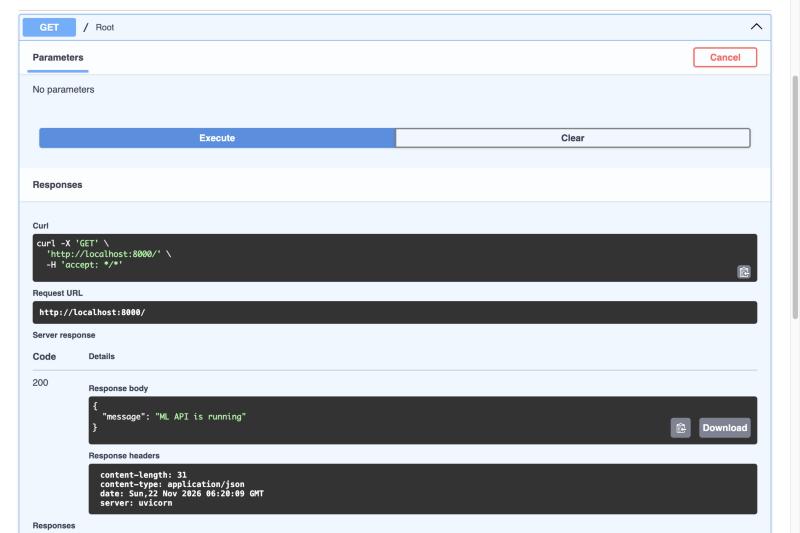 GET / Root
Parameters
Cancel
No parameters
Execute
Clear
Responses
Curl
curl -X 'GET' \
  'http://localhost:8000/' \
  -H 'accept: */*'
Request URL
http://localhost:8000/
Server response
Code Details
200
Response body
{
  "message": "ML API is running"
}
Download
Response headers
content-length: 31
content-type: application/json
date: Sun,22 Nov 2026 06:20:09 GMT
server: uvicorn
Responses